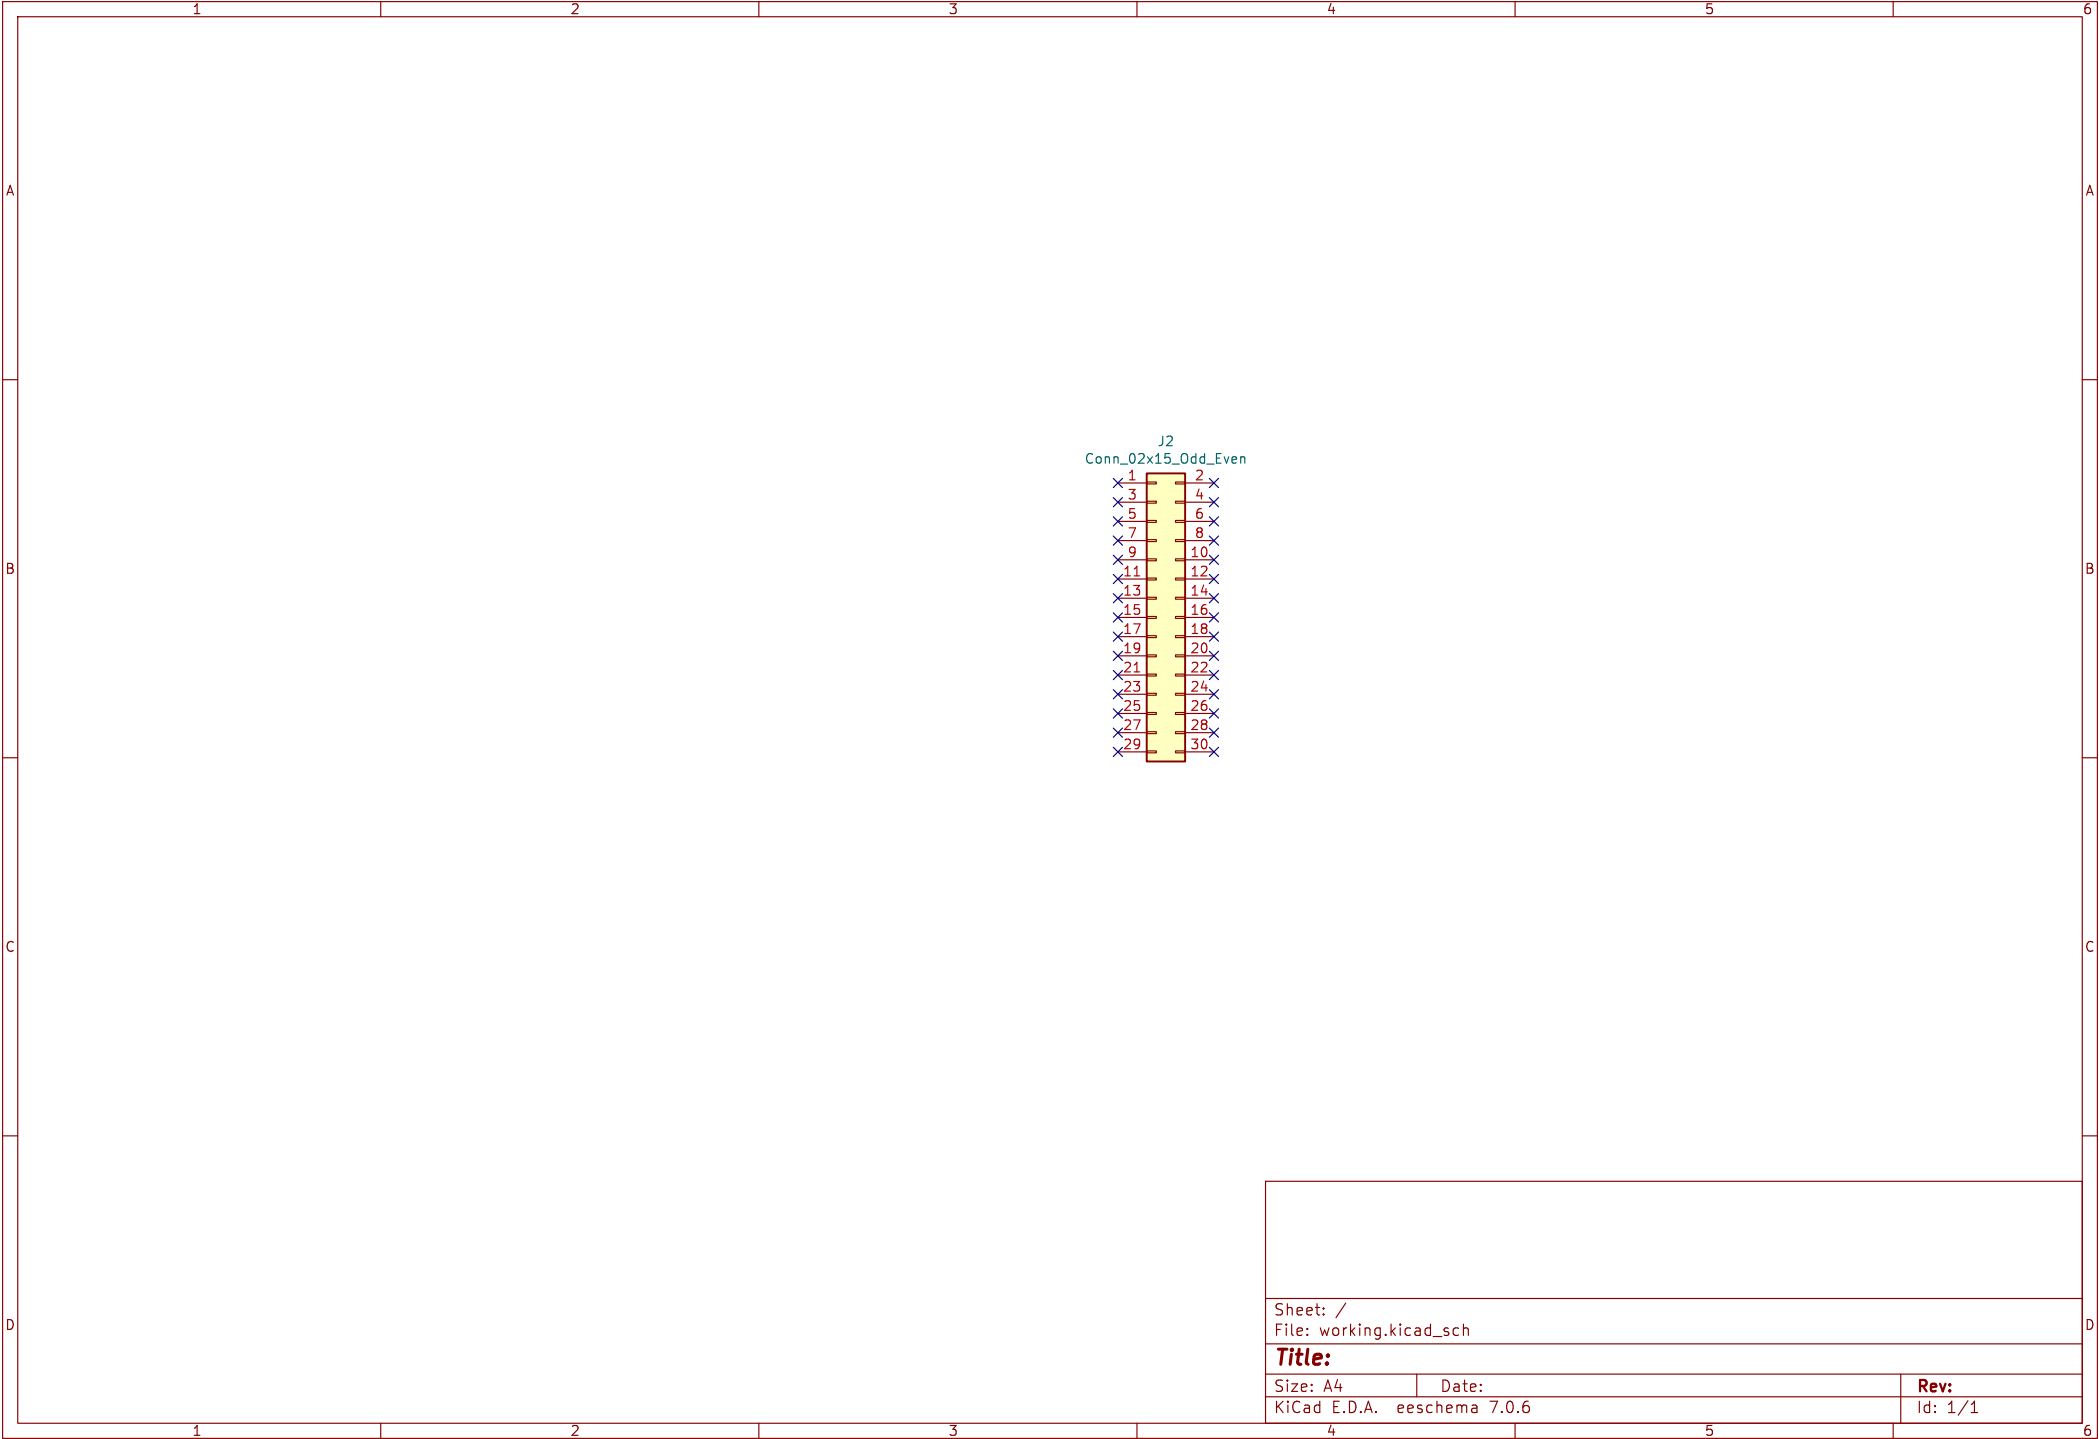 1 2 3 4 5 6
A A
J2
Conn_02x15_Odd_Even
1 2
3 4
5 6
7 8
B 9 10 B
11 12
13 14
15 16
17 18
19 20
21 22
23 24
25 26
27 28
29 30
C C
Sheet: /
File: working.kicad_sch
D D
Title:
Size: A4 Date: Rev:
KiCad E.D.A. eeschema 7.0.6 Id: 1/1
1 2 3 4 5 6